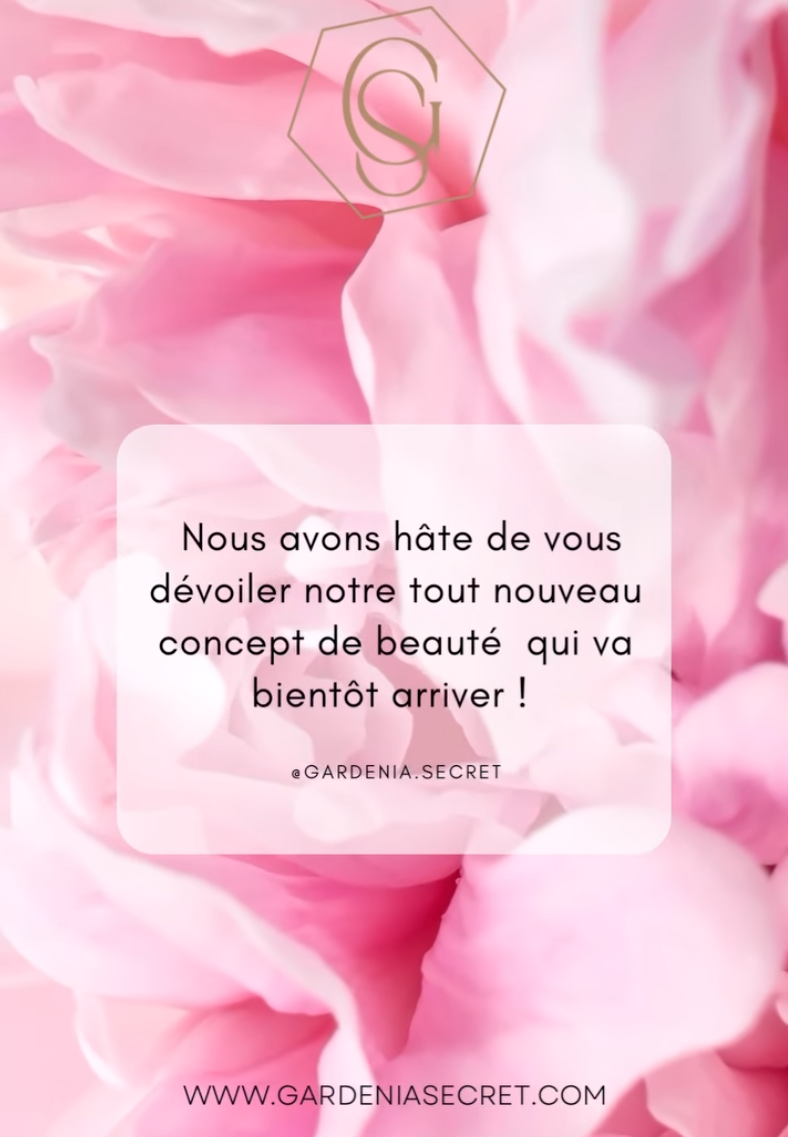 GS
Nous avons hâte de vous
dévoiler notre tout nouveau
concept de beauté  qui va
bientôt arriver !
@GARDENIA.SECRET
WWW.GARDENIASECRET.COM